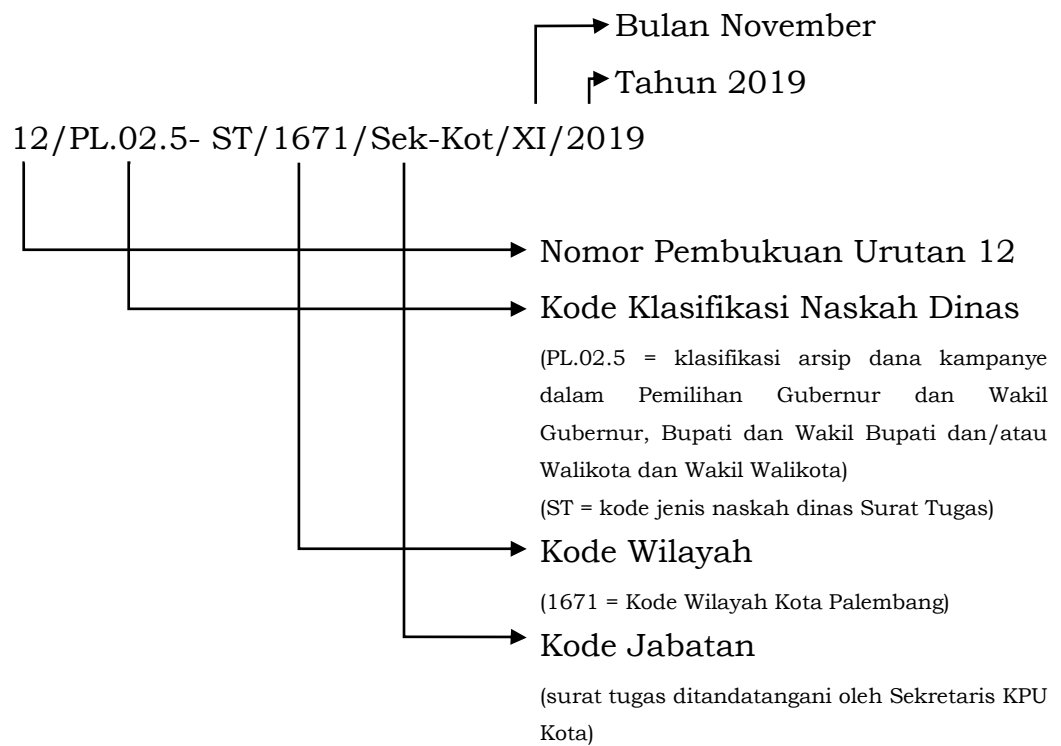 Bulan November
Tahun 2019
12/PL.02.5- ST/1671/Sek-Kot/XI/2019
Nomor Pembukuan Urutan 12
Kode Klasifikasi Naskah Dinas
(PL.02.5 = klasifikasi arsip dana kampanye
dalam Pemilihan Gubernur dan Wakil
Gubernur, Bupati dan Wakil Bupati dan/atau
Walikota dan Wakil Walikota)
(ST = kode jenis naskah dinas Surat Tugas)
Kode Wilayah
(1671 = Kode Wilayah Kota Palembang)
Kode Jabatan
(surat tugas ditandatangani oleh Sekretaris KPU
Kota)